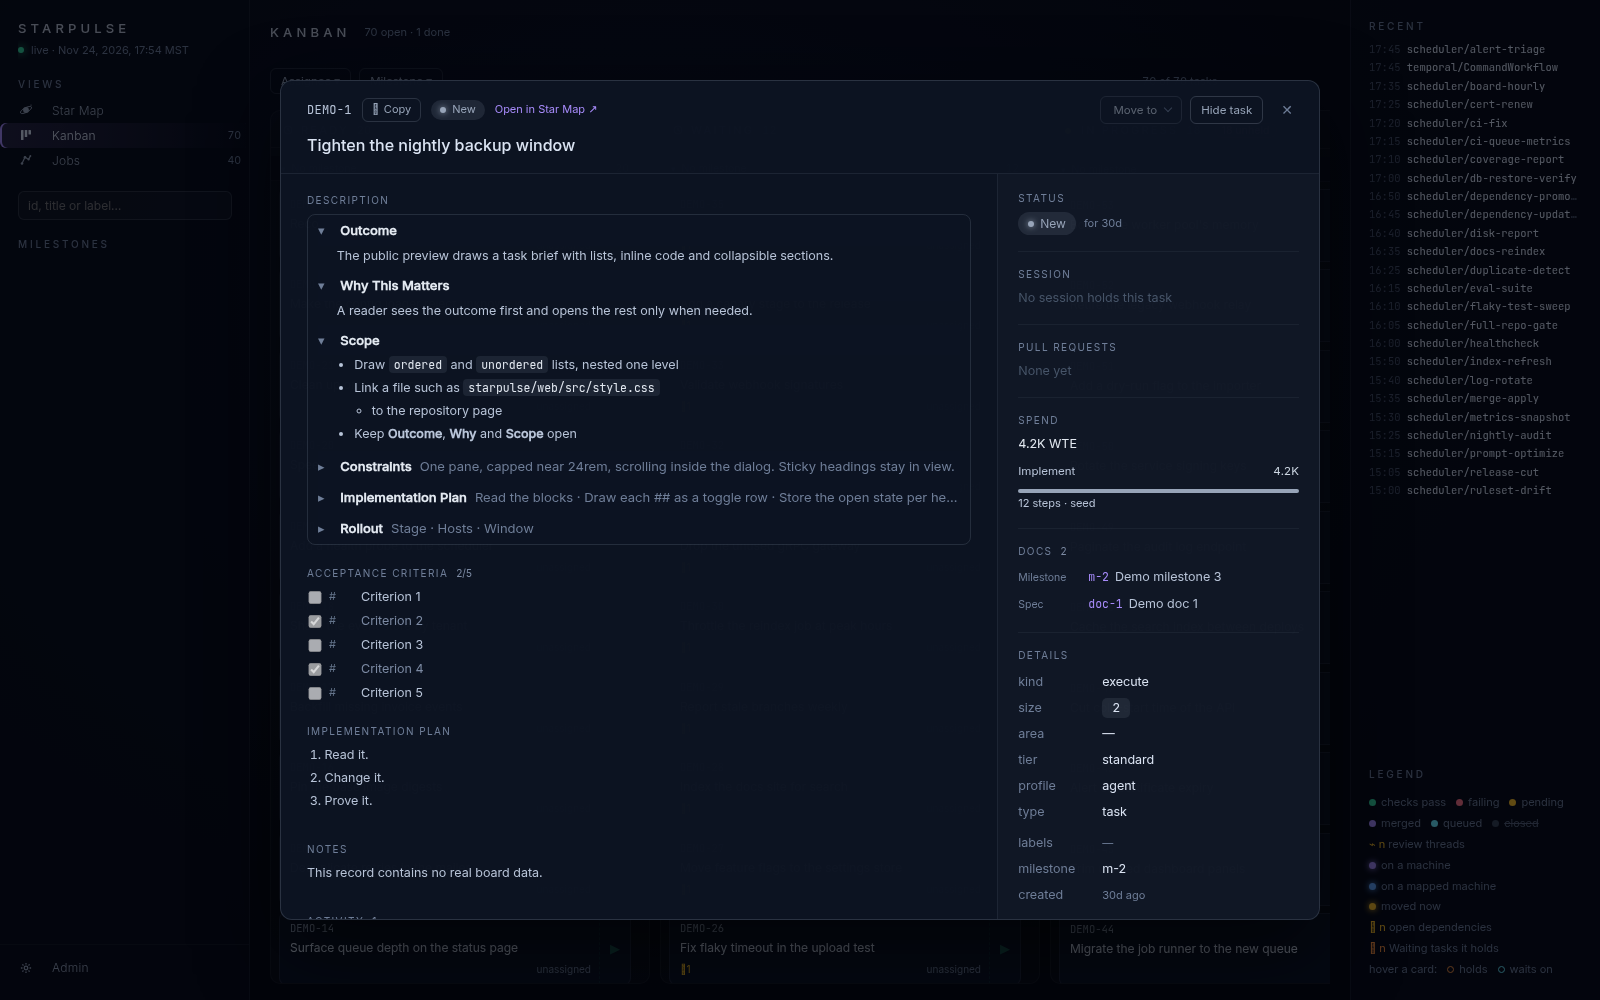 STARPULSE
live · Nov 24, 2026, 17:54 MST
VIEWS
Star Map
Kanban 70
Jobs 40
id, title or label...
MILESTONES
Admin
KANBAN 70 open · 1 done
DEMO-1 Copy New Open in Star Map ↗ Move to Hide task ✕
Tighten the nightly backup window
DESCRIPTION
▾ Outcome
The public preview draws a task brief with lists, inline code and collapsible sections.
▾ Why This Matters
A reader sees the outcome first and opens the rest only when needed.
▾ Scope
• Draw ordered and unordered lists, nested one level
• Link a file such as starpulse/web/src/style.css
◦ to the repository page
• Keep Outcome, Why and Scope open
▸ Constraints One pane, capped near 24rem, scrolling inside the dialog. Sticky headings stay in view.
▸ Implementation Plan Read the blocks · Draw each ## as a toggle row · Store the open state per he...
▸ Rollout Stage · Hosts · Window
ACCEPTANCE CRITERIA 2/5
# Criterion 1
# Criterion 2
# Criterion 3
# Criterion 4
# Criterion 5
IMPLEMENTATION PLAN
1. Read it.
2. Change it.
3. Prove it.
NOTES
This record contains no real board data.
STATUS
New for 30d
SESSION
No session holds this task
PULL REQUESTS
None yet
SPEND
4.2K WTE
Implement 4.2K
12 steps · seed
DOCS 2
Milestone m-2 Demo milestone 3
Spec doc-1 Demo doc 1
DETAILS
kind execute
size 2
area —
tier standard
profile agent
type task
labels —
milestone m-2
created 30d ago
DEMO-14
Surface queue depth on the status page
unassigned
DEMO-26
Fix flaky timeout in the upload test
1 unassigned
DEMO-44
Migrate the job runner to the new queue
RECENT
17:45 scheduler/alert-triage
17:45 temporal/CommandWorkflow
17:35 scheduler/board-hourly
17:25 scheduler/cert-renew
17:20 scheduler/ci-fix
17:15 scheduler/ci-queue-metrics
17:10 scheduler/coverage-report
17:00 scheduler/db-restore-verify
16:50 scheduler/dependency-promo…
16:45 scheduler/dependency-updat…
16:40 scheduler/disk-report
16:35 scheduler/docs-reindex
16:25 scheduler/duplicate-detect
16:15 scheduler/eval-suite
16:10 scheduler/flaky-test-sweep
16:05 scheduler/full-repo-gate
16:00 scheduler/healthcheck
15:50 scheduler/index-refresh
15:40 scheduler/log-rotate
15:35 scheduler/merge-apply
15:30 scheduler/metrics-snapshot
15:25 scheduler/nightly-audit
15:15 scheduler/prompt-optimize
15:05 scheduler/release-cut
15:00 scheduler/ruleset-drift
LEGEND
checks pass failing pending
merged queued closed
n review threads
on a machine
on a mapped machine
moved now
n open dependencies
n Waiting tasks it holds
hover a card: holds waits on